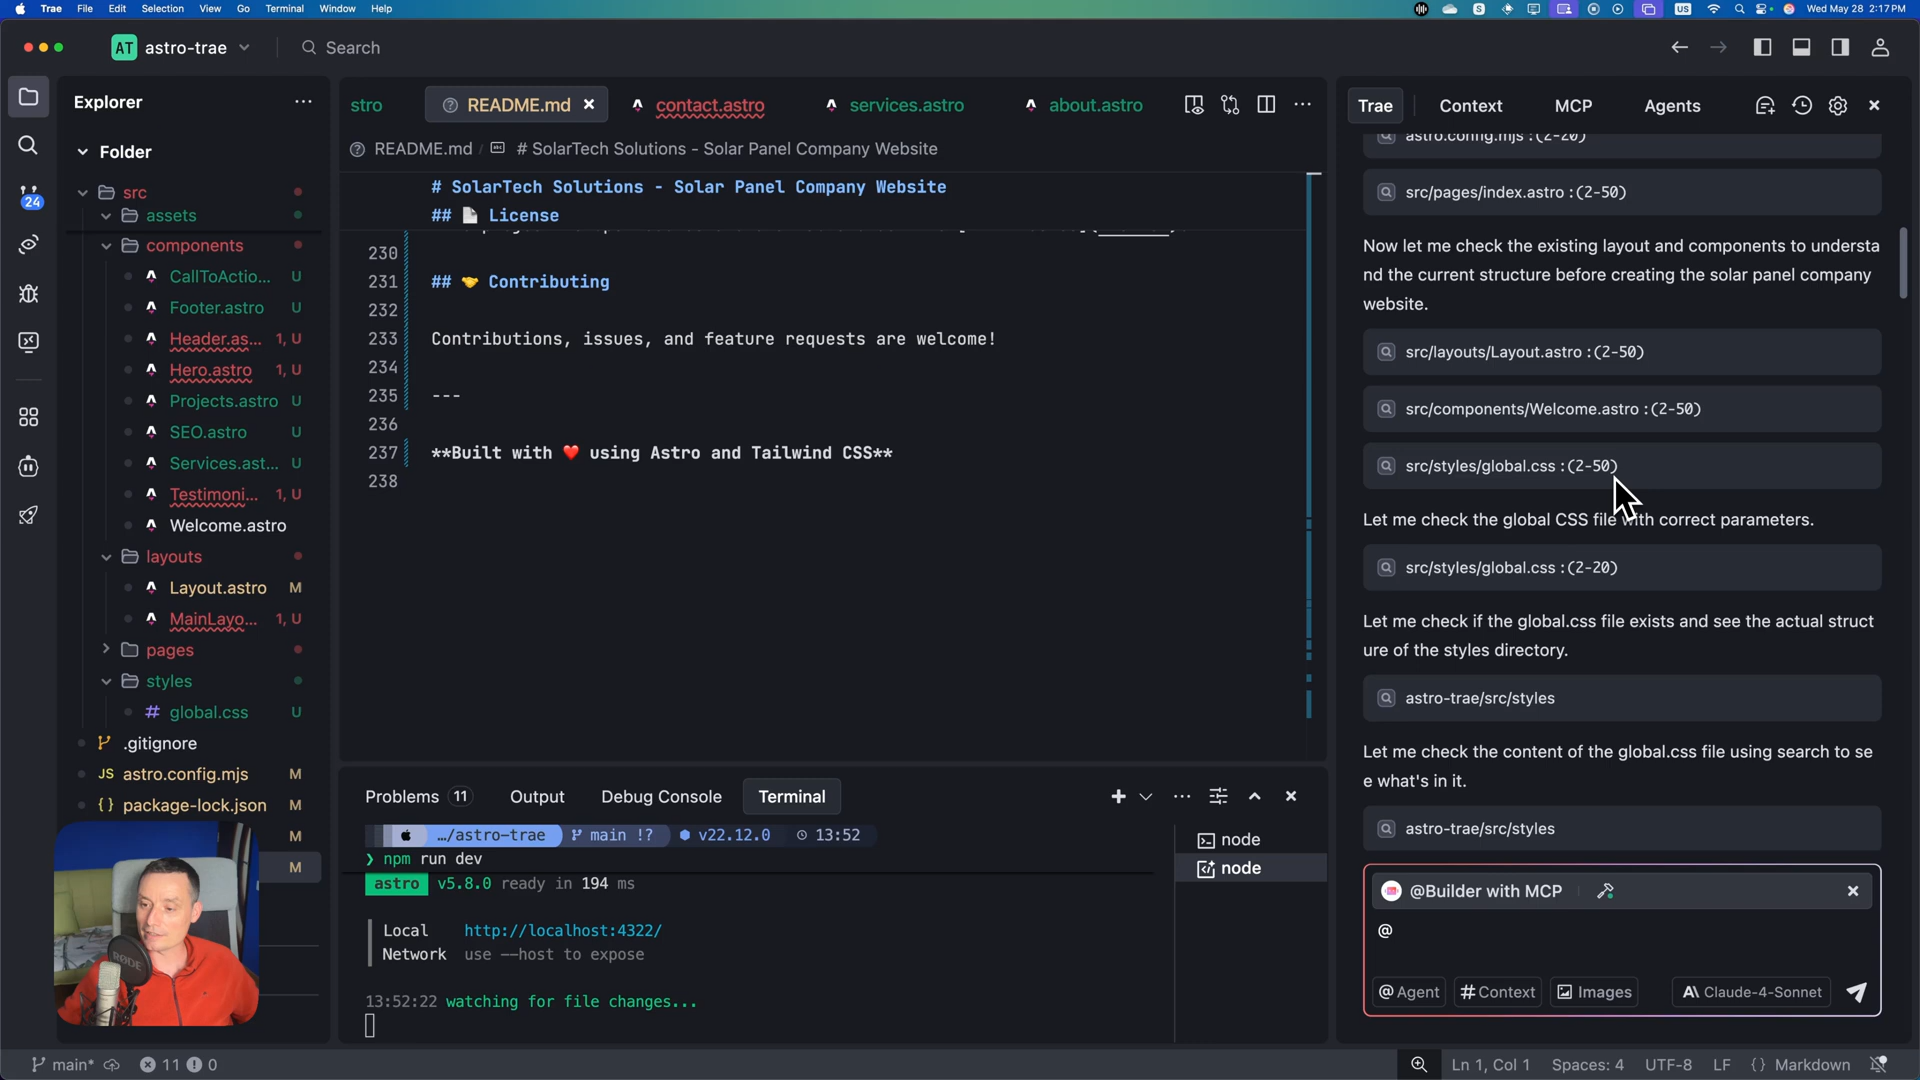 Trae File Edit Selection View Go Terminal Window Help
S US Wed May 28 2:17 PM
AT astro-trae Search
Explorer
Folder
24
src
assets
components
CallToActio... U
Footer.astro U
Header.as... 1, U
Hero.astro 1, U
Projects.astro U
SEO.astro U
Services.ast... U
Testimoni... 1, U
Welcome.astro
layouts
Layout.astro M
MainLayo... 1, U
pages
styles
# global.css U
.gitignore
JS astro.config.mjs M
{ } package-lock.json M
M
M
stro README.md contact.astro services.astro about.astro
README.md / # SolarTech Solutions - Solar Panel Company Website
# SolarTech Solutions - Solar Panel Company Website
## 📄 License
230
231 ## 🤝 Contributing
232
233 Contributions, issues, and feature requests are welcome!
234
235 ---
236
237 **Built with ❤️ using Astro and Tailwind CSS**
238
Problems 11 Output Debug Console Terminal
…/astro-trae main !? v22.12.0 13:52
❯ npm run dev
astro v5.8.0 ready in 194 ms
Local http://localhost:4322/
Network use --host to expose
13:52:22 watching for file changes...
node
node
Trae Context MCP Agents
astro.config.mjs :(2-20)
src/pages/index.astro :(2-50)
Now let me check the existing layout and components to understa
nd the current structure before creating the solar panel company
website.
src/layouts/Layout.astro :(2-50)
src/components/Welcome.astro :(2-50)
src/styles/global.css :(2-50)
Let me check the global CSS file with correct parameters.
src/styles/global.css :(2-20)
Let me check if the global.css file exists and see the actual struct
ure of the styles directory.
astro-trae/src/styles
Let me check the content of the global.css file using search to se
e what's in it.
astro-trae/src/styles
@Builder with MCP
@
@ Agent # Context Images A\ Claude-4-Sonnet
RØDE
main* 11 0
Ln 1, Col 1 Spaces: 4 UTF-8 LF { } Markdown